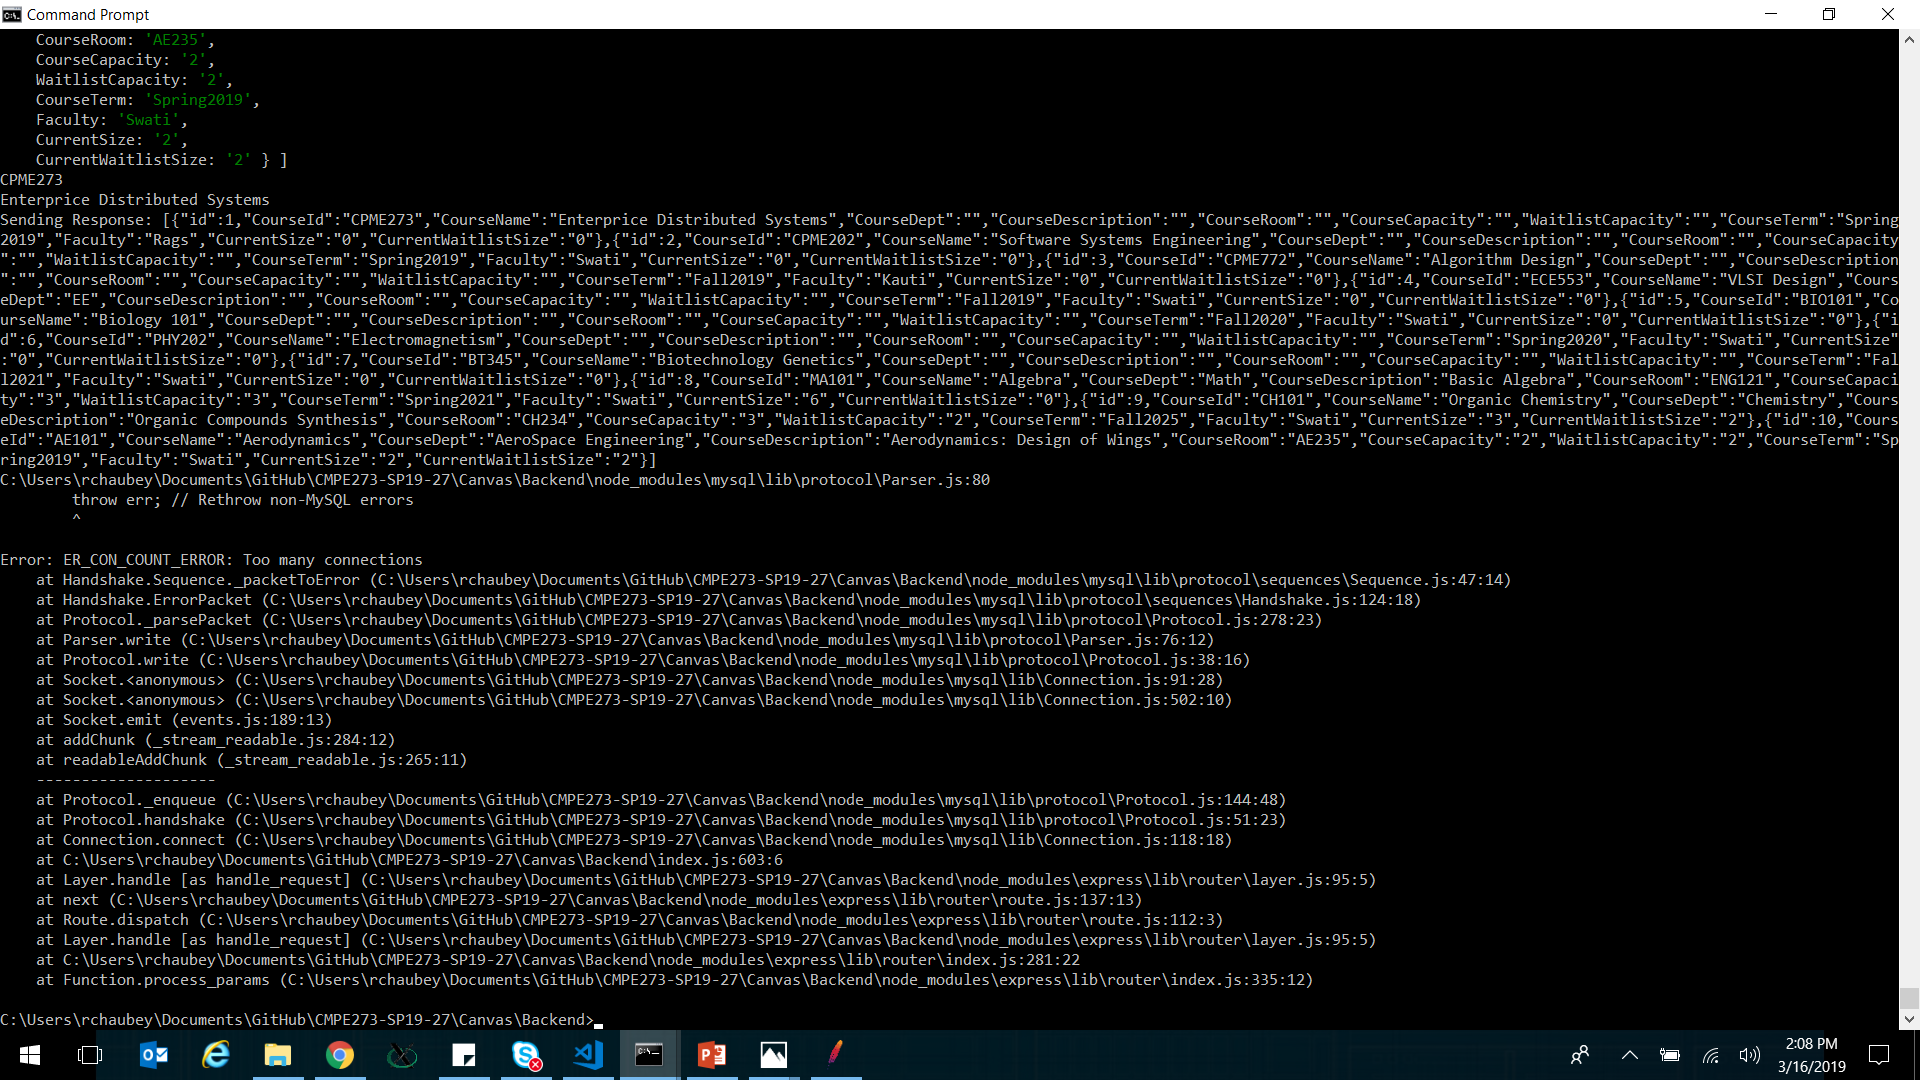 Command Prompt
    CourseRoom: 'AE235',
    CourseCapacity: '2',
    WaitlistCapacity: '2',
    CourseTerm: 'Spring2019',
    Faculty: 'Swati',
    CurrentSize: '2',
    CurrentWaitlistSize: '2' } ]
CPME273
Enterprice Distributed Systems
Sending Response: [{"id":1,"CourseId":"CPME273","CourseName":"Enterprice Distributed Systems","CourseDept":"","CourseDescription":"","CourseRoom":"","CourseCapacity":"","WaitlistCapacity":"","CourseTerm":"Spring
2019","Faculty":"Rags","CurrentSize":"0","CurrentWaitlistSize":"0"},{"id":2,"CourseId":"CPME202","CourseName":"Software Systems Engineering","CourseDept":"","CourseDescription":"","CourseRoom":"","CourseCapacity
":"","WaitlistCapacity":"","CourseTerm":"Spring2019","Faculty":"Swati","CurrentSize":"0","CurrentWaitlistSize":"0"},{"id":3,"CourseId":"CPME772","CourseName":"Algorithm Design","CourseDept":"","CourseDescription
":"","CourseRoom":"","CourseCapacity":"","WaitlistCapacity":"","CourseTerm":"Fall2019","Faculty":"Kauti","CurrentSize":"0","CurrentWaitlistSize":"0"},{"id":4,"CourseId":"ECE553","CourseName":"VLSI Design","Cours
eDept":"EE","CourseDescription":"","CourseRoom":"","CourseCapacity":"","WaitlistCapacity":"","CourseTerm":"Fall2019","Faculty":"Swati","CurrentSize":"0","CurrentWaitlistSize":"0"},{"id":5,"CourseId":"BIO101","Co
urseName":"Biology 101","CourseDept":"","CourseDescription":"","CourseRoom":"","CourseCapacity":"","WaitlistCapacity":"","CourseTerm":"Fall2020","Faculty":"Swati","CurrentSize":"0","CurrentWaitlistSize":"0"},{"i
d":6,"CourseId":"PHY202","CourseName":"Electromagnetism","CourseDept":"","CourseDescription":"","CourseRoom":"","CourseCapacity":"","WaitlistCapacity":"","CourseTerm":"Spring2020","Faculty":"Swati","CurrentSize"
:"0","CurrentWaitlistSize":"0"},{"id":7,"CourseId":"BT345","CourseName":"Biotechnology Genetics","CourseDept":"","CourseDescription":"","CourseRoom":"","CourseCapacity":"","WaitlistCapacity":"","CourseTerm":"Fal
l2021","Faculty":"Swati","CurrentSize":"0","CurrentWaitlistSize":"0"},{"id":8,"CourseId":"MA101","CourseName":"Algebra","CourseDept":"Math","CourseDescription":"Basic Algebra","CourseRoom":"ENG121","CourseCapaci
ty":"3","WaitlistCapacity":"3","CourseTerm":"Spring2021","Faculty":"Swati","CurrentSize":"6","CurrentWaitlistSize":"0"},{"id":9,"CourseId":"CH101","CourseName":"Organic Chemistry","CourseDept":"Chemistry","Cours
eDescription":"Organic Compounds Synthesis","CourseRoom":"CH234","CourseCapacity":"3","WaitlistCapacity":"2","CourseTerm":"Fall2025","Faculty":"Swati","CurrentSize":"3","CurrentWaitlistSize":"2"},{"id":10,"Cours
eId":"AE101","CourseName":"Aerodynamics","CourseDept":"AeroSpace Engineering","CourseDescription":"Aerodynamics: Design of Wings","CourseRoom":"AE235","CourseCapacity":"2","WaitlistCapacity":"2","CourseTerm":"Sp
ring2019","Faculty":"Swati","CurrentSize":"2","CurrentWaitlistSize":"2"}]
C:\Users\rchaubey\Documents\GitHub\CMPE273-SP19-27\Canvas\Backend\node_modules\mysql\lib\protocol\Parser.js:80
        throw err; // Rethrow non-MySQL errors
        ^
Error: ER_CON_COUNT_ERROR: Too many connections
    at Handshake.Sequence._packetToError (C:\Users\rchaubey\Documents\GitHub\CMPE273-SP19-27\Canvas\Backend\node_modules\mysql\lib\protocol\sequences\Sequence.js:47:14)
    at Handshake.ErrorPacket (C:\Users\rchaubey\Documents\GitHub\CMPE273-SP19-27\Canvas\Backend\node_modules\mysql\lib\protocol\sequences\Handshake.js:124:18)
    at Protocol._parsePacket (C:\Users\rchaubey\Documents\GitHub\CMPE273-SP19-27\Canvas\Backend\node_modules\mysql\lib\protocol\Protocol.js:278:23)
    at Parser.write (C:\Users\rchaubey\Documents\GitHub\CMPE273-SP19-27\Canvas\Backend\node_modules\mysql\lib\protocol\Parser.js:76:12)
    at Protocol.write (C:\Users\rchaubey\Documents\GitHub\CMPE273-SP19-27\Canvas\Backend\node_modules\mysql\lib\protocol\Protocol.js:38:16)
    at Socket.<anonymous> (C:\Users\rchaubey\Documents\GitHub\CMPE273-SP19-27\Canvas\Backend\node_modules\mysql\lib\Connection.js:91:28)
    at Socket.<anonymous> (C:\Users\rchaubey\Documents\GitHub\CMPE273-SP19-27\Canvas\Backend\node_modules\mysql\lib\Connection.js:502:10)
    at Socket.emit (events.js:189:13)
    at addChunk (_stream_readable.js:284:12)
    at readableAddChunk (_stream_readable.js:265:11)
    --------------------
    at Protocol._enqueue (C:\Users\rchaubey\Documents\GitHub\CMPE273-SP19-27\Canvas\Backend\node_modules\mysql\lib\protocol\Protocol.js:144:48)
    at Protocol.handshake (C:\Users\rchaubey\Documents\GitHub\CMPE273-SP19-27\Canvas\Backend\node_modules\mysql\lib\protocol\Protocol.js:51:23)
    at Connection.connect (C:\Users\rchaubey\Documents\GitHub\CMPE273-SP19-27\Canvas\Backend\node_modules\mysql\lib\Connection.js:118:18)
    at C:\Users\rchaubey\Documents\GitHub\CMPE273-SP19-27\Canvas\Backend\index.js:603:6
    at Layer.handle [as handle_request] (C:\Users\rchaubey\Documents\GitHub\CMPE273-SP19-27\Canvas\Backend\node_modules\express\lib\router\layer.js:95:5)
    at next (C:\Users\rchaubey\Documents\GitHub\CMPE273-SP19-27\Canvas\Backend\node_modules\express\lib\router\route.js:137:13)
    at Route.dispatch (C:\Users\rchaubey\Documents\GitHub\CMPE273-SP19-27\Canvas\Backend\node_modules\express\lib\router\route.js:112:3)
    at Layer.handle [as handle_request] (C:\Users\rchaubey\Documents\GitHub\CMPE273-SP19-27\Canvas\Backend\node_modules\express\lib\router\layer.js:95:5)
    at C:\Users\rchaubey\Documents\GitHub\CMPE273-SP19-27\Canvas\Backend\node_modules\express\lib\router\index.js:281:22
    at Function.process_params (C:\Users\rchaubey\Documents\GitHub\CMPE273-SP19-27\Canvas\Backend\node_modules\express\lib\router\index.js:335:12)
C:\Users\rchaubey\Documents\GitHub\CMPE273-SP19-27\Canvas\Backend>
2:08 PM
3/16/2019